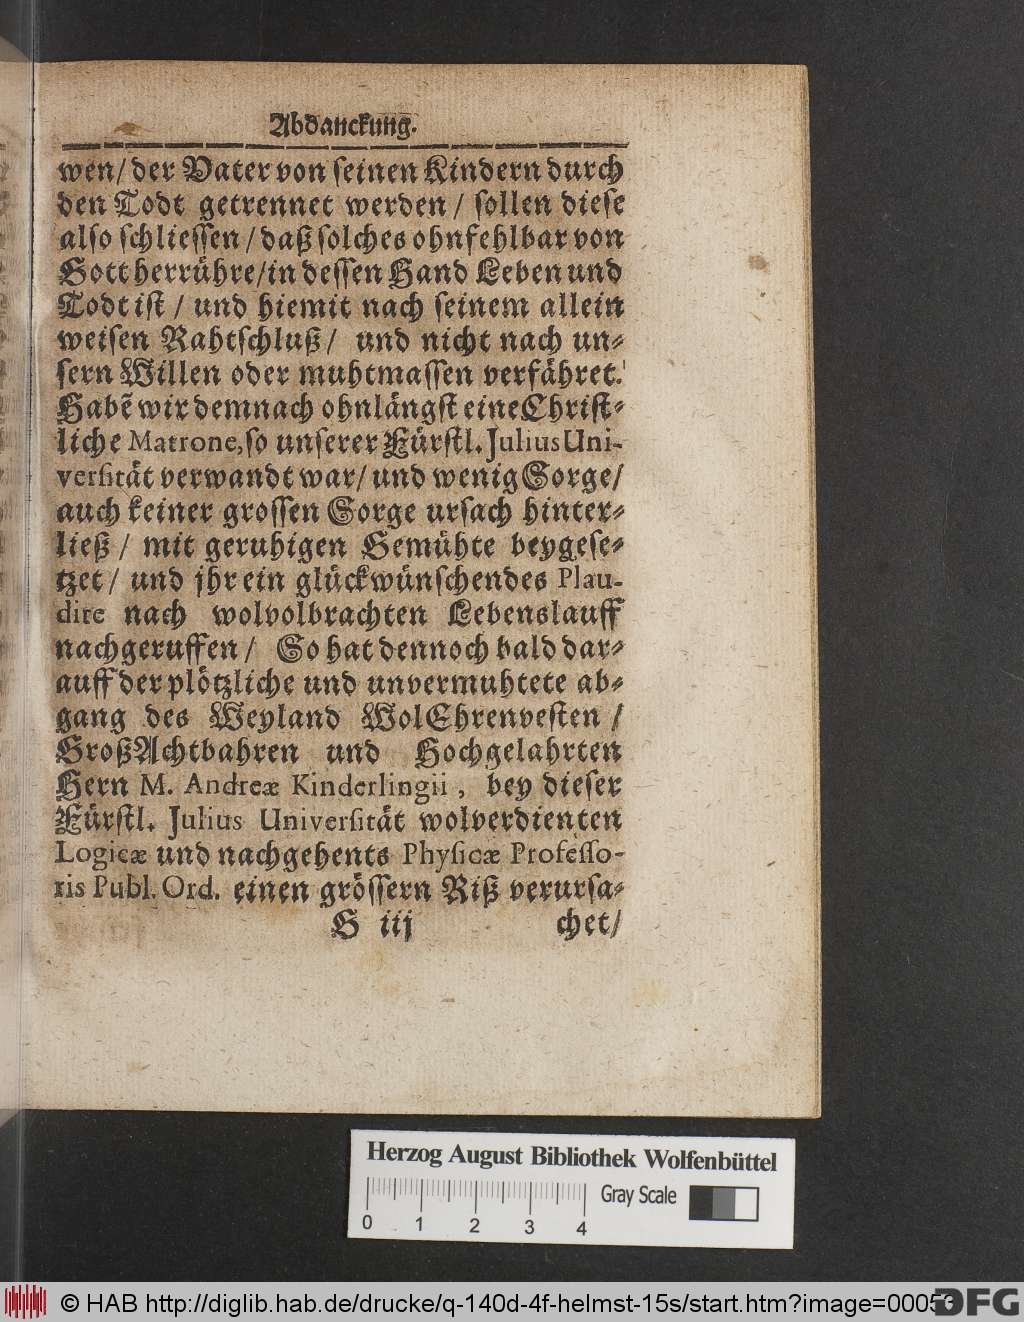 Abdanckung.
wen/ der Vater von seinen Kindern durch
den Todt getrennet werden / sollen diese
also schliessen / daß solches ohnfehlbar von
Gott herrühre/in dessen Hand Leben und
Todt ist / und hiemit nach seinem allein
weisen Rahtschluß/ und nicht nach un-
sern Willen oder muhtmassen verfähret.
Habẽ wir demnach ohnlängst eine Christ-
liche Matrone, so unserer Fürstl. Julius Uni-
versität verwandt war/ und wenig Sorge/
auch keiner grossen Sorge ursach hinter-
ließ / mit geruhigen Gemühte beygese-
tzet/ und jhr ein glückwünschendes Plau-
dite nach wolvolbrachten Lebenslauff
nachgeruffen/ So hat dennoch bald dar-
auff der plötzliche und unvermuhtete ab-
gang des Weyland WolEhrenvesten /
GroßAchtbahren und Hochgelahrten
Hern M. Andreæ Kinderlingii, bey dieser
Fürstl. Julius Universität wolverdienten
Logicæ und nachgehents Physicæ Professo-
ris Publ. Ord. einen grössern Riß verursa-
G iij chet/
Herzog August Bibliothek Wolfenbüttel
Gray Scale
0 1 2 3 4
© HAB http://diglib.hab.de/drucke/q-140d-4f-helmst-15s/start.htm?image=00053
DFG